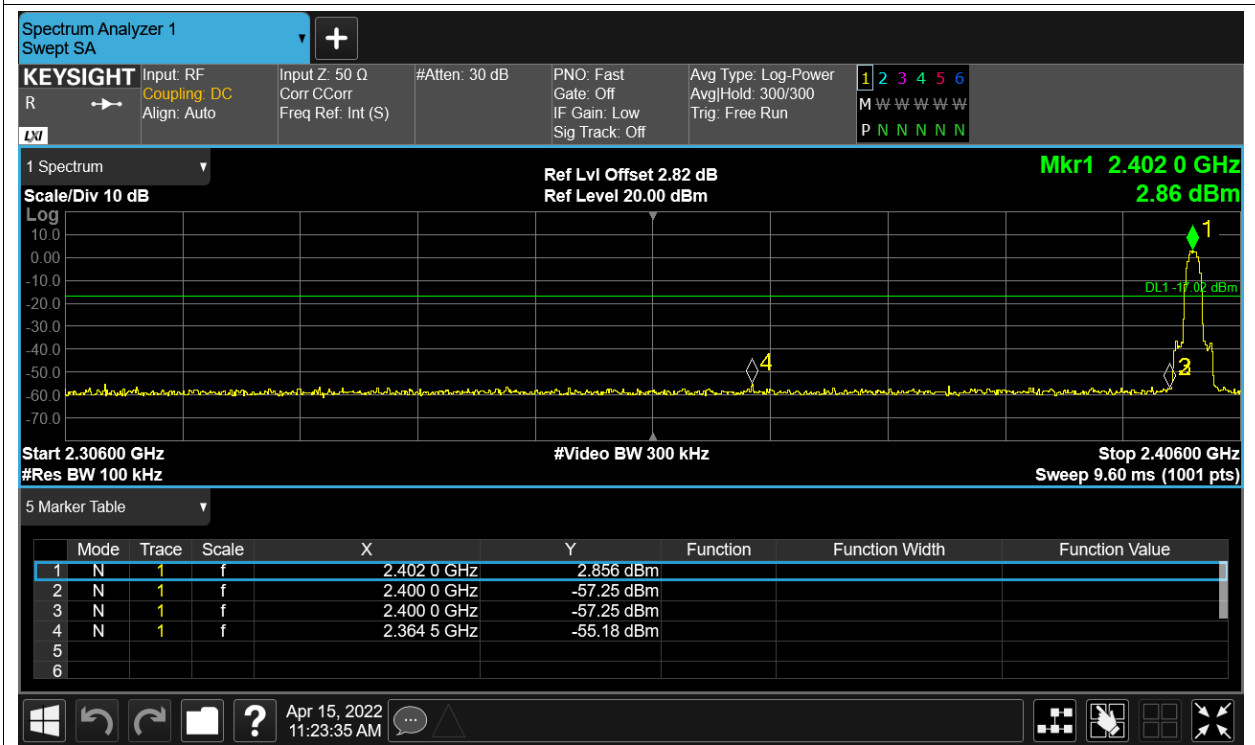 Spectrum Analyzer 1
Swept SA
KEYSIGHT
R
LXI
Input: RF
Coupling: DC
Align: Auto
Input Z: 50 Ω
Corr CCorr
Freq Ref: Int (S)
#Atten: 30 dB
PNO: Fast
Gate: Off
IF Gain: Low
Sig Track: Off
Avg Type: Log-Power
Avg|Hold: 300/300
Trig: Free Run
1 2 3 4 5 6
M W W W W W
P N N N N N
1 Spectrum
Scale/Div 10 dB
Ref Lvl Offset 2.82 dB
Ref Level 20.00 dBm
Mkr1 2.402 0 GHz
2.86 dBm
Log
10.0
0.00
-10.0
-20.0
-30.0
-40.0
-50.0
-60.0
-70.0
1
DL1 -17.02 dBm
4
3
Start 2.30600 GHz
#Res BW 100 kHz
#Video BW 300 kHz
Stop 2.40600 GHz
Sweep 9.60 ms (1001 pts)
5 Marker Table
Mode Trace Scale X Y Function Function Width Function Value
1 N 1 f 2.402 0 GHz 2.856 dBm
2 N 1 f 2.400 0 GHz -57.25 dBm
3 N 1 f 2.400 0 GHz -57.25 dBm
4 N 1 f 2.364 5 GHz -55.18 dBm
5
6
?
Apr 15, 2022
11:23:35 AM